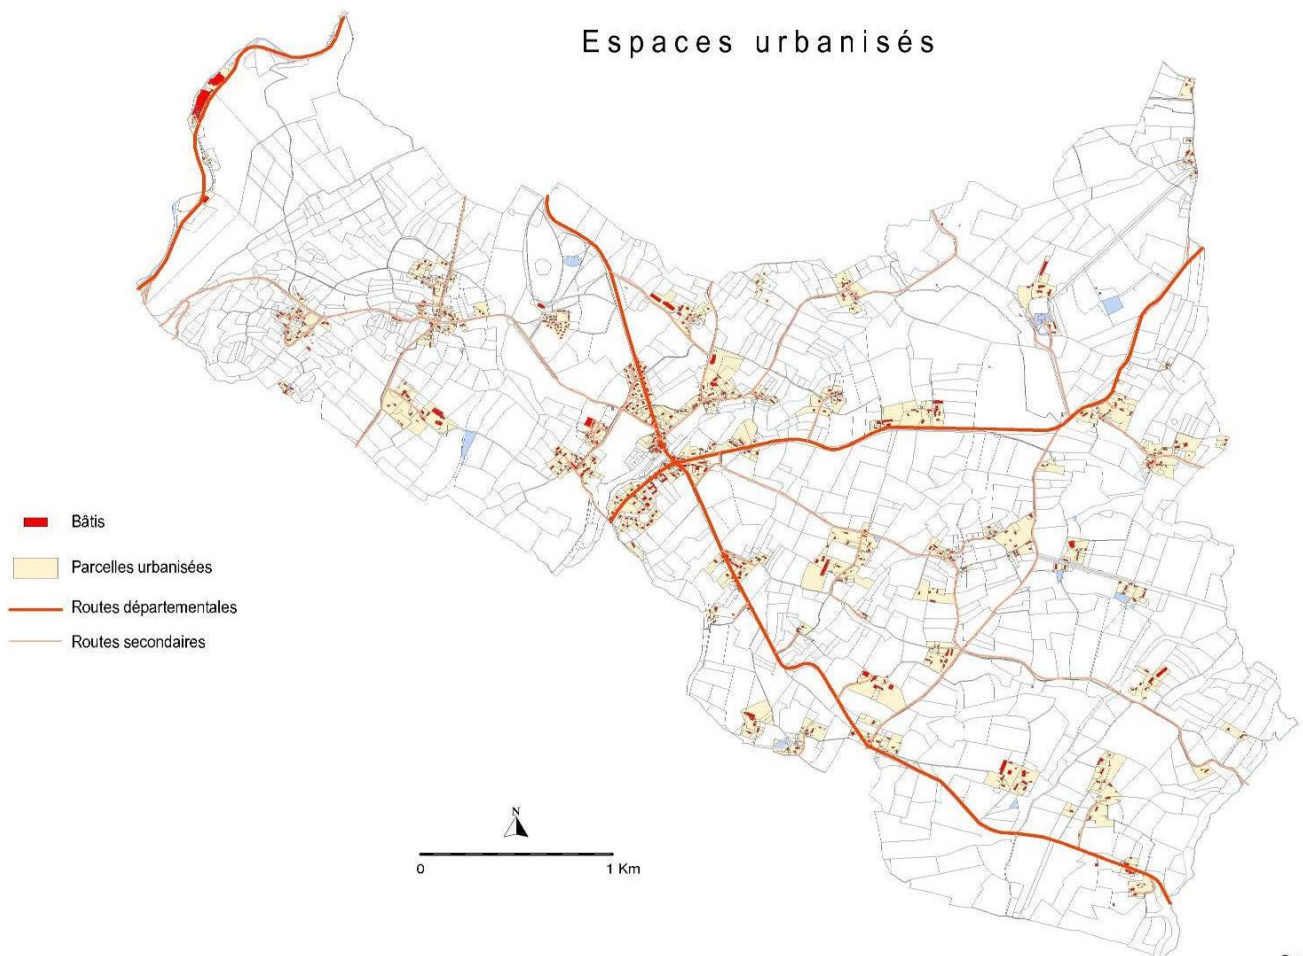 Espaces urbanisés
Bâtis
Parcelles urbanisées
Routes départementales
Routes secondaires
N
0 1 Km